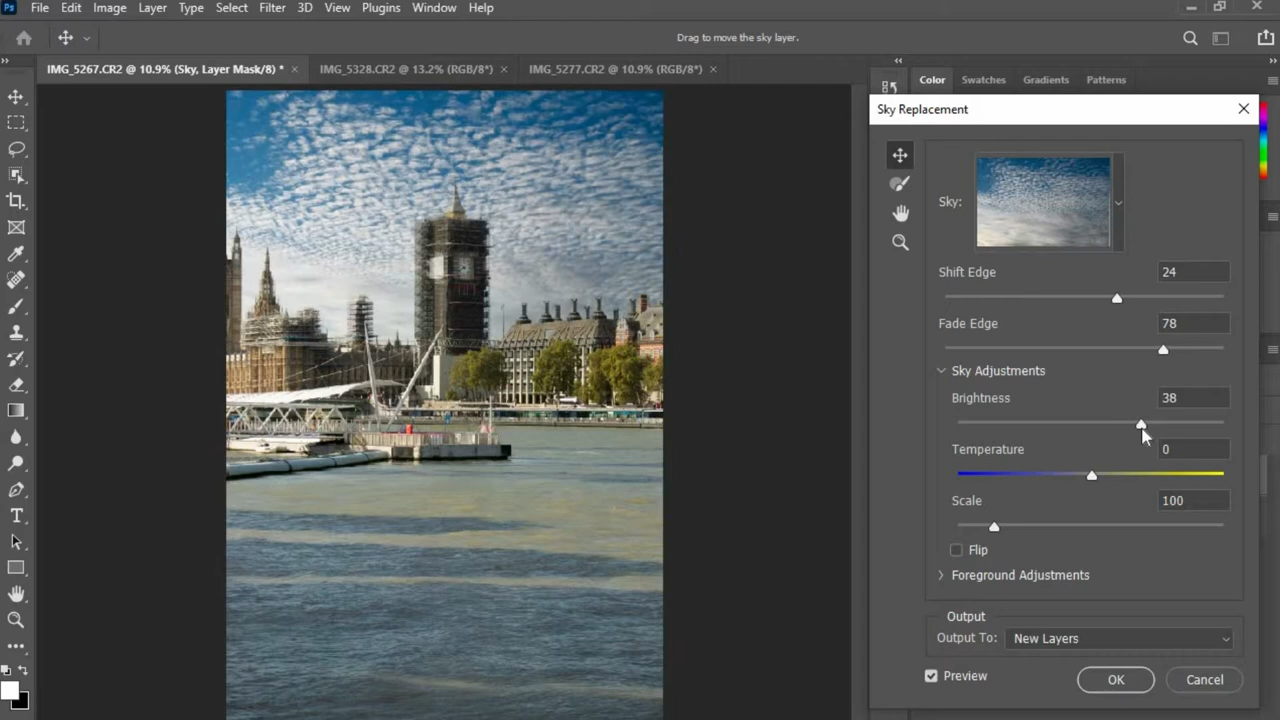 Ps File Edit Image Layer Type Select Filter 3D View Plugins Window Help
Drag to move the sky layer.
IMG_5267.CR2 @ 10.9% (Sky, Layer Mask/8) * × IMG_5328.CR2 @ 13.2% (RGB/8*) × IMG_5277.CR2 @ 10.9% (RGB/8*) ×
Color Swatches Gradients Patterns
Sky Replacement
Sky:
Shift Edge 24
Fade Edge 78
Sky Adjustments
Brightness 38
Temperature 0
Scale 100
Flip
Foreground Adjustments
Output
Output To: New Layers
Preview OK Cancel